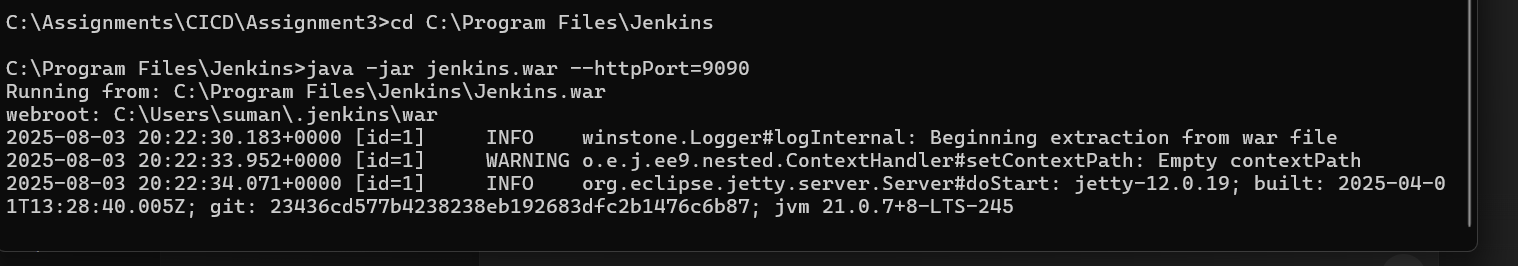 C:\Assignments\CICD\Assignment3>cd C:\Program Files\Jenkins
C:\Program Files\Jenkins>java -jar jenkins.war --httpPort=9090
Running from: C:\Program Files\Jenkins\Jenkins.war
webroot: C:\Users\suman\.jenkins\war
2025-08-03 20:22:30.183+0000 [id=1]     INFO    winstone.Logger#logInternal: Beginning extraction from war file
2025-08-03 20:22:33.952+0000 [id=1]     WARNING o.e.j.ee9.nested.ContextHandler#setContextPath: Empty contextPath
2025-08-03 20:22:34.071+0000 [id=1]     INFO    org.eclipse.jetty.server.Server#doStart: jetty-12.0.19; built: 2025-04-0
1T13:28:40.005Z; git: 23436cd577b4238238eb192683dfc2b1476c6b87; jvm 21.0.7+8-LTS-245